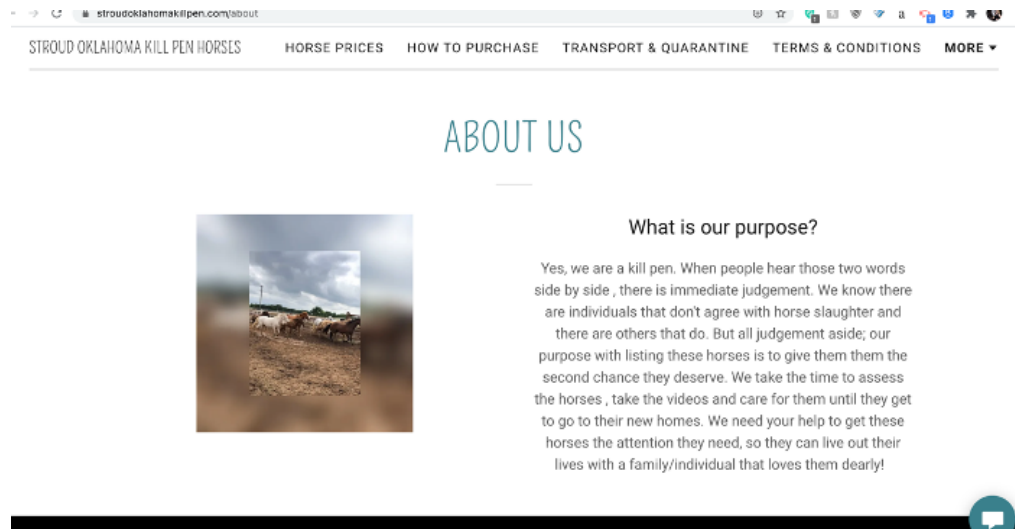 stroudoklahomakillpen.com/about
STROUD OKLAHOMA KILL PEN HORSES HORSE PRICES HOW TO PURCHASE TRANSPORT & QUARANTINE TERMS & CONDITIONS MORE
ABOUT US
What is our purpose?
Yes, we are a kill pen. When people hear those two words
side by side , there is immediate judgement. We know there
are individuals that don't agree with horse slaughter and
there are others that do. But all judgement aside; our
purpose with listing these horses is to give them them the
second chance they deserve. We take the time to assess
the horses , take the videos and care for them until they get
to go to their new homes. We need your help to get these
horses the attention they need, so they can live out their
lives with a family/individual that loves them dearly!